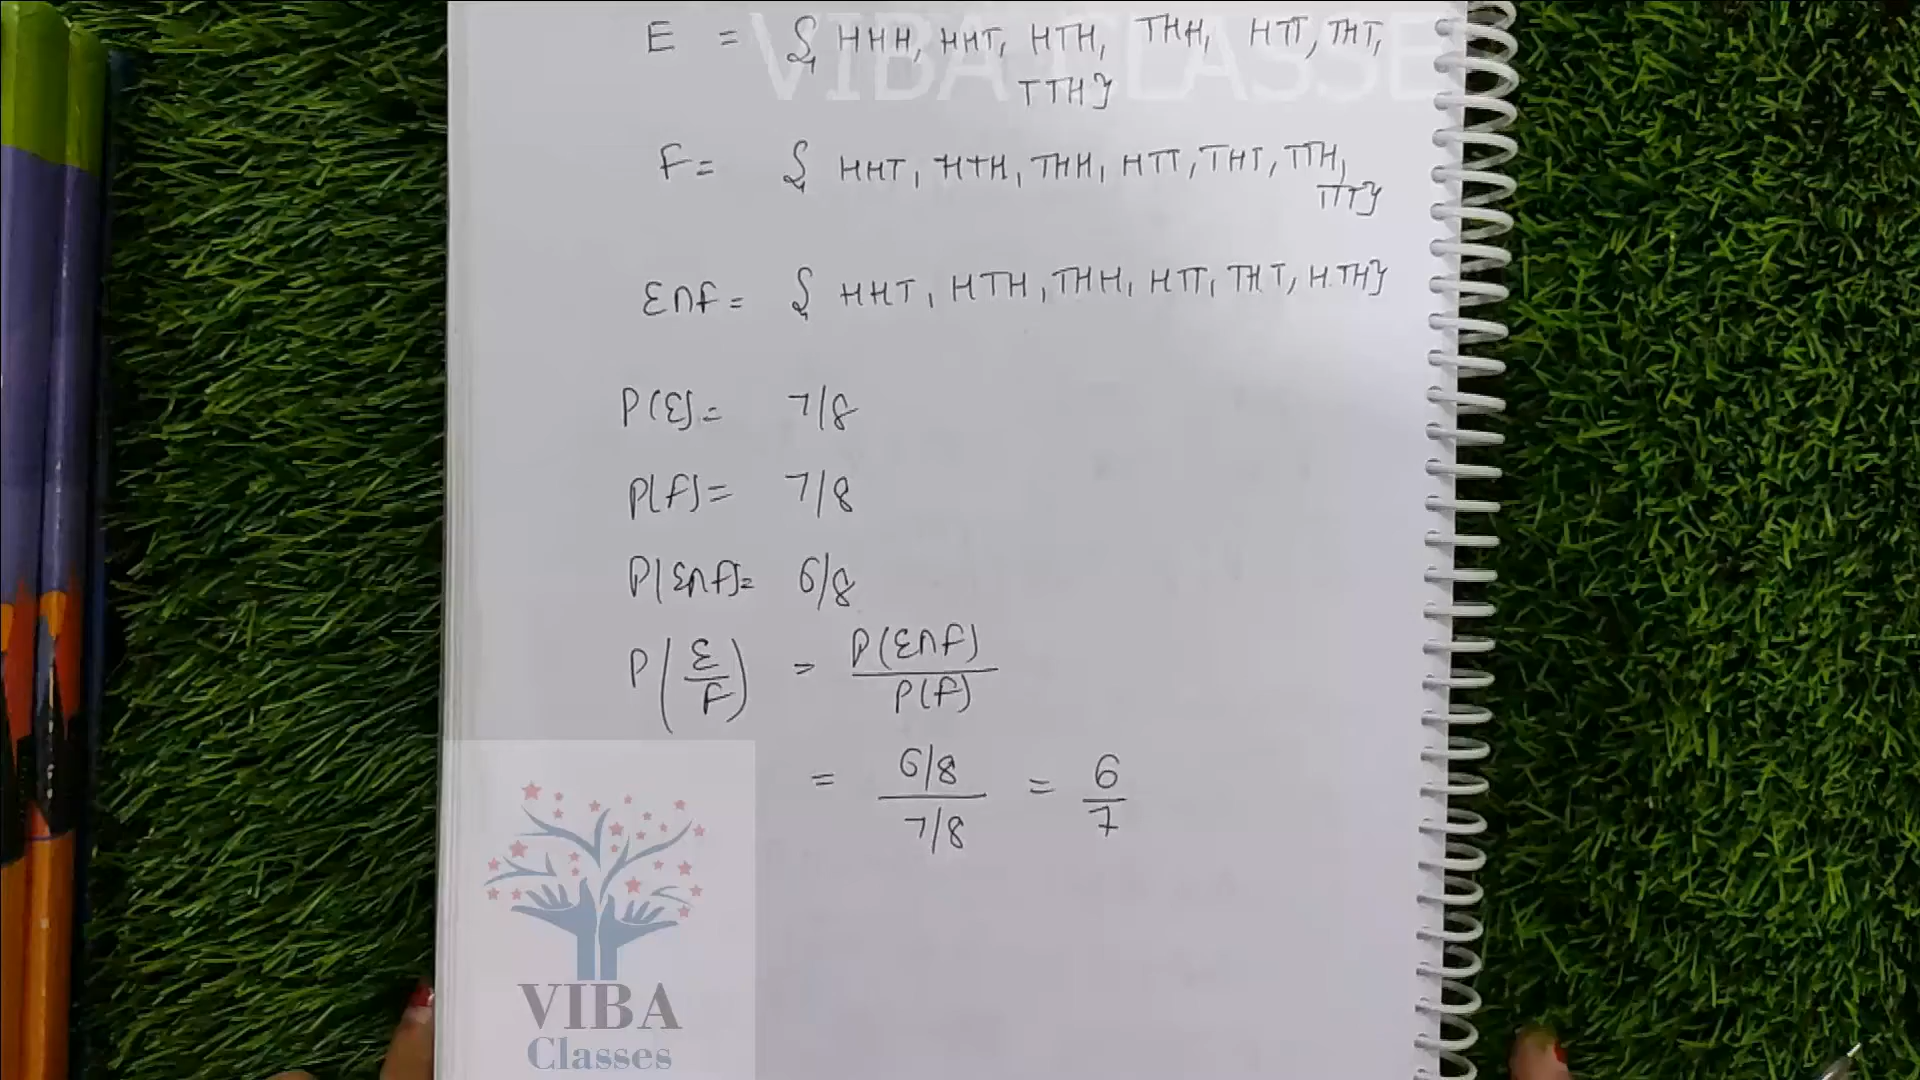 VIBA CLASSE
E = { HHH, HHT, HTH, THH, HTT, THT,
TTH}
F = { HHT, HTH, THH, HTT, THT, TTH,
TTT}
E∩F = { HHT, HTH, THH, HTT, THT, HTH}
P(E) = 7/8
P(F) = 7/8
P(E∩F) = 6/8
P(E/F) = P(E∩F)/P(F)
= (6/8)/(7/8) = 6/7
VIBA
Classes